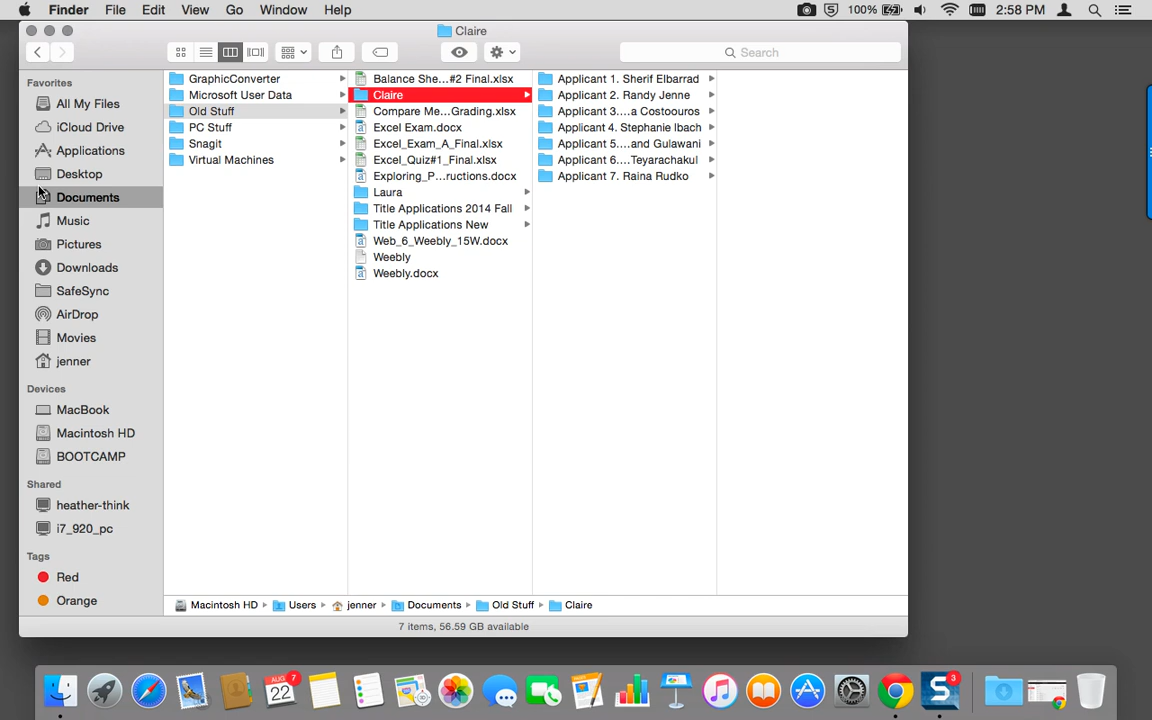 Finder File Edit View Go Window Help 5 100% 2:58 PM
Claire
Search
Favorites
All My Files
iCloud Drive
Applications
Desktop
Documents
Music
Pictures
Downloads
SafeSync
AirDrop
Movies
jenner
Devices
MacBook
Macintosh HD
BOOTCAMP
Shared
heather-think
i7_920_pc
Tags
Red
Orange
GraphicConverter
Microsoft User Data
Old Stuff
PC Stuff
Snagit
Virtual Machines
Balance She...#2 Final.xlsx
Claire
Compare Me...Grading.xlsx
Excel Exam.docx
Excel_Exam_A_Final.xlsx
Excel_Quiz#1_Final.xlsx
Exploring_P...ructions.docx
Laura
Title Applications 2014 Fall
Title Applications New
Web_6_Weebly_15W.docx
Weebly
Weebly.docx
Applicant 1. Sherif Elbarrad
Applicant 2. Randy Jenne
Applicant 3....a Costoouros
Applicant 4. Stephanie Ibach
Applicant 5....and Gulawani
Applicant 6....Teyarachakul
Applicant 7. Raina Rudko
Macintosh HD Users jenner Documents Old Stuff Claire
7 items, 56.59 GB available
AUG 7
22
S 3